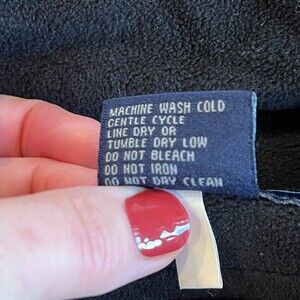 MACHINE WASH COLD
GENTLE CYCLE
LINE DRY OR
TUMBLE DRY LOW
DO NOT BLEACH
DO NOT IRON
DO NOT DRY CLEAN